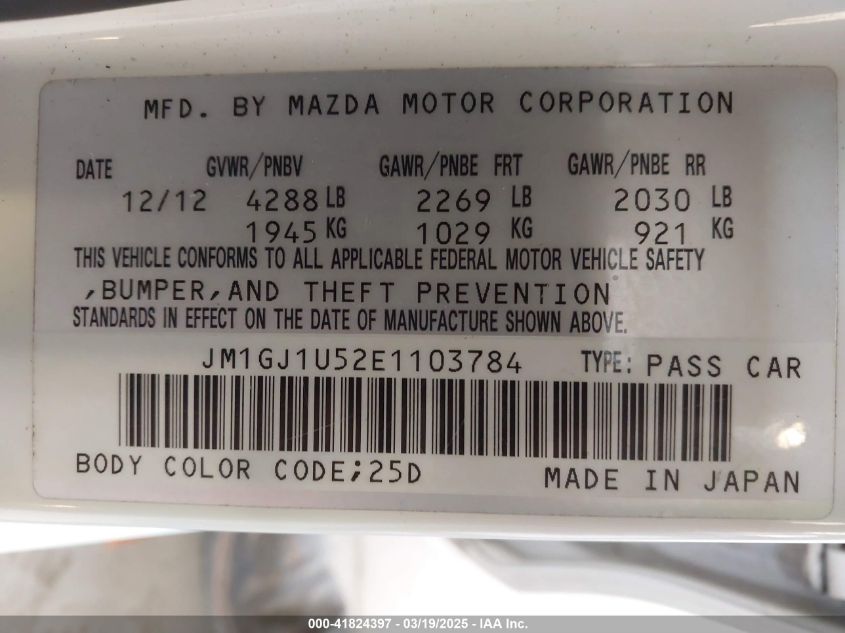 MFD. BY MAZDA MOTOR CORPORATION
DATE GVWR/PNBV GAWR/PNBE FRT GAWR/PNBE RR
12/12 4288 LB 2269 LB 2030 LB
1945 KG 1029 KG 921 KG
THIS VEHICLE CONFORMS TO ALL APPLICABLE FEDERAL MOTOR VEHICLE SAFETY
,BUMPER,AND THEFT PREVENTION
STANDARDS IN EFFECT ON THE DATE OF MANUFACTURE SHOWN ABOVE.
JM1GJ1U52E1103784 TYPE: PASS CAR
BODY COLOR CODE;25D MADE IN JAPAN
000-41824397 - 03/19/2025 - IAA Inc.